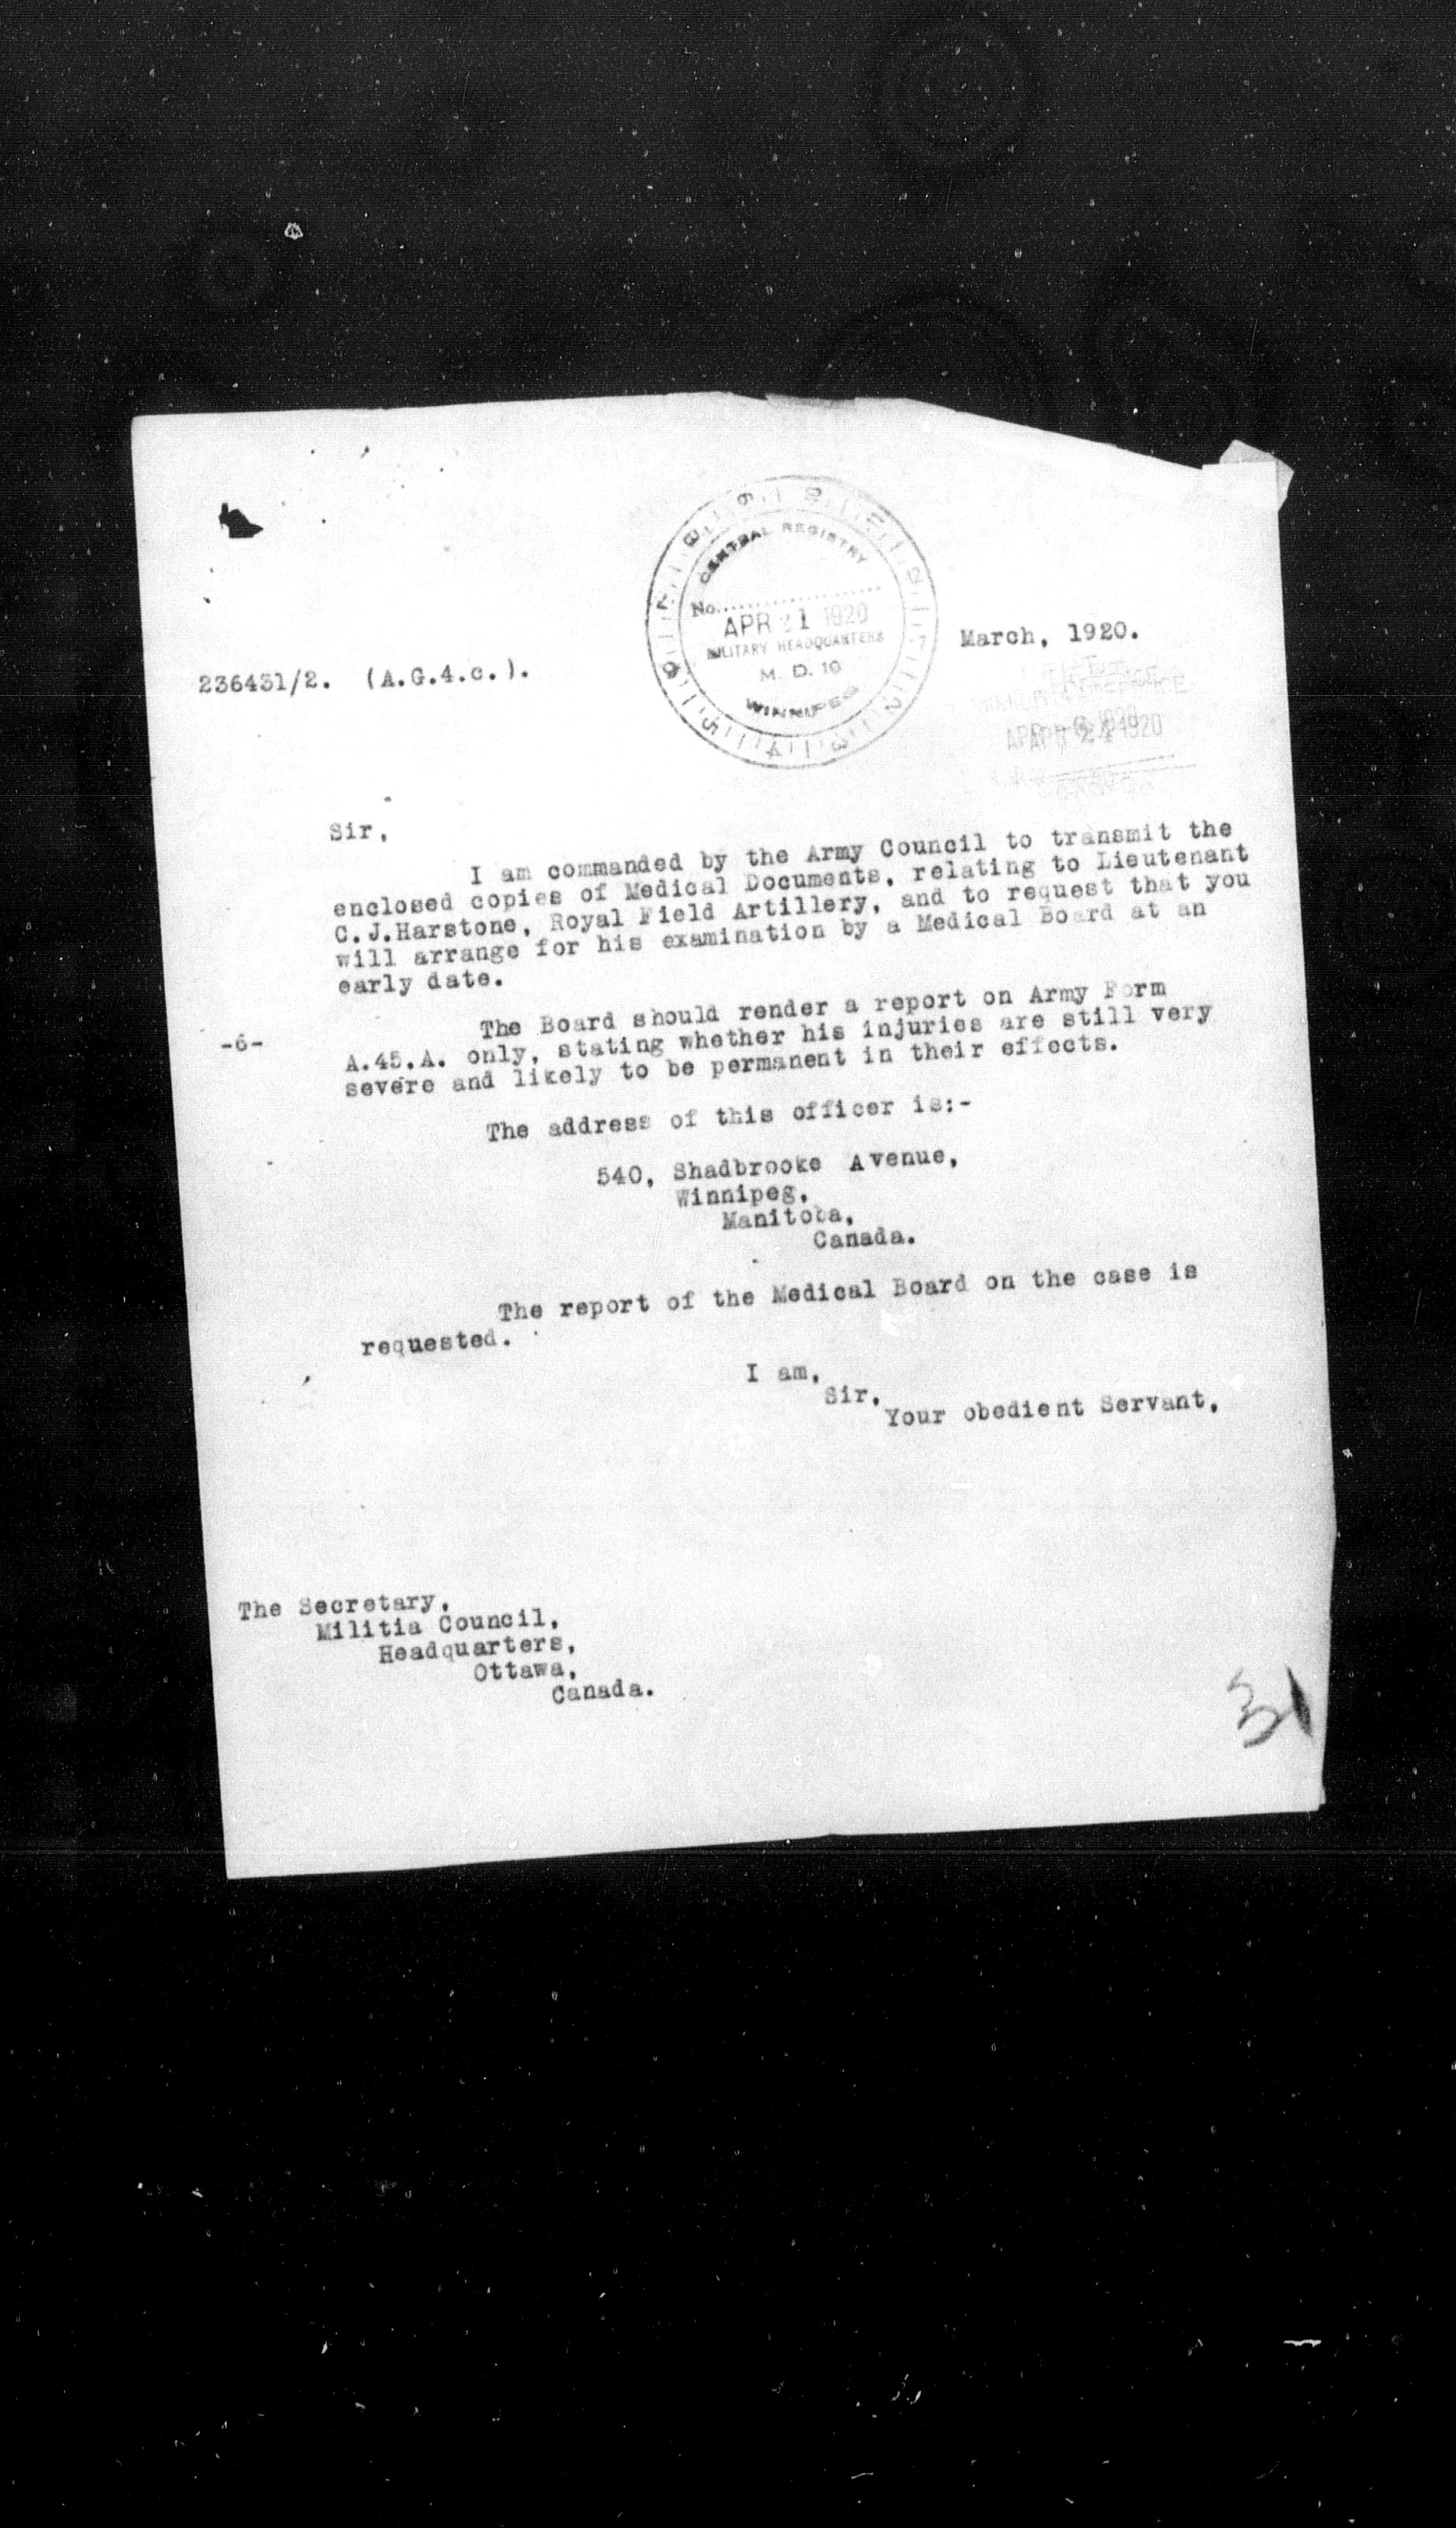 CENTRAL REGISTRY
No.
APR 21 1920
MILITARY HEADQUARTERS
M. D. 10
WINNIPEG
March, 1920.
236431/2. (A.G.4.c.).
APR 24 1920
Sir,
I am commanded by the Army Council to transmit the
enclosed copies of Medical Documents, relating to Lieutenant
C.J.Harstone, Royal Field Artillery, and to request that you
will arrange for his examination by a Medical Board at an
early date.
The Board should render a report on Army Form
-6-
A.45.A. only, stating whether his injuries are still very
severe and likely to be permanent in their effects.
The address of this officer is:-
540, Shadbrooke Avenue,
Winnipeg,
Manitoba,
Canada.
The report of the Medical Board on the case is
requested.
I am,
Sir,
Your obedient Servant,
The Secretary,
Militia Council,
Headquarters,
Ottawa,
Canada.
31